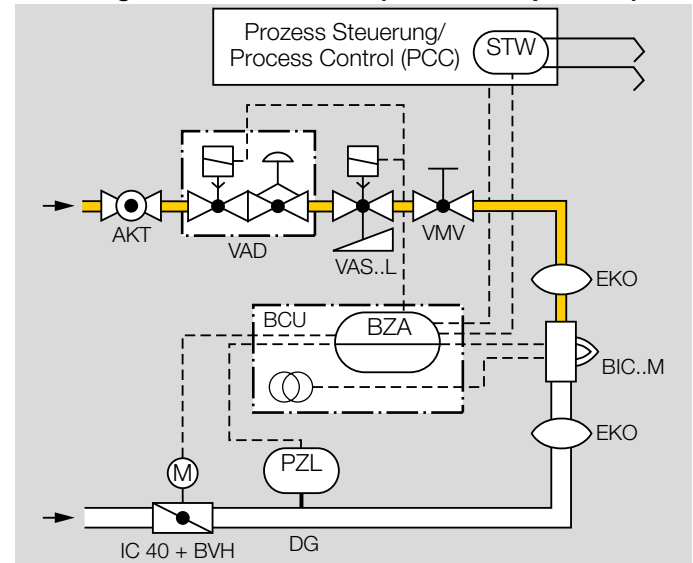 Prozess Steuerung/
Process Control (PCC)
STW
AKT
VAD
VAS..L
VMV
EKO
BCU
BZA
BIC..M
EKO
PZL
M
DG
IC 40 + BVH